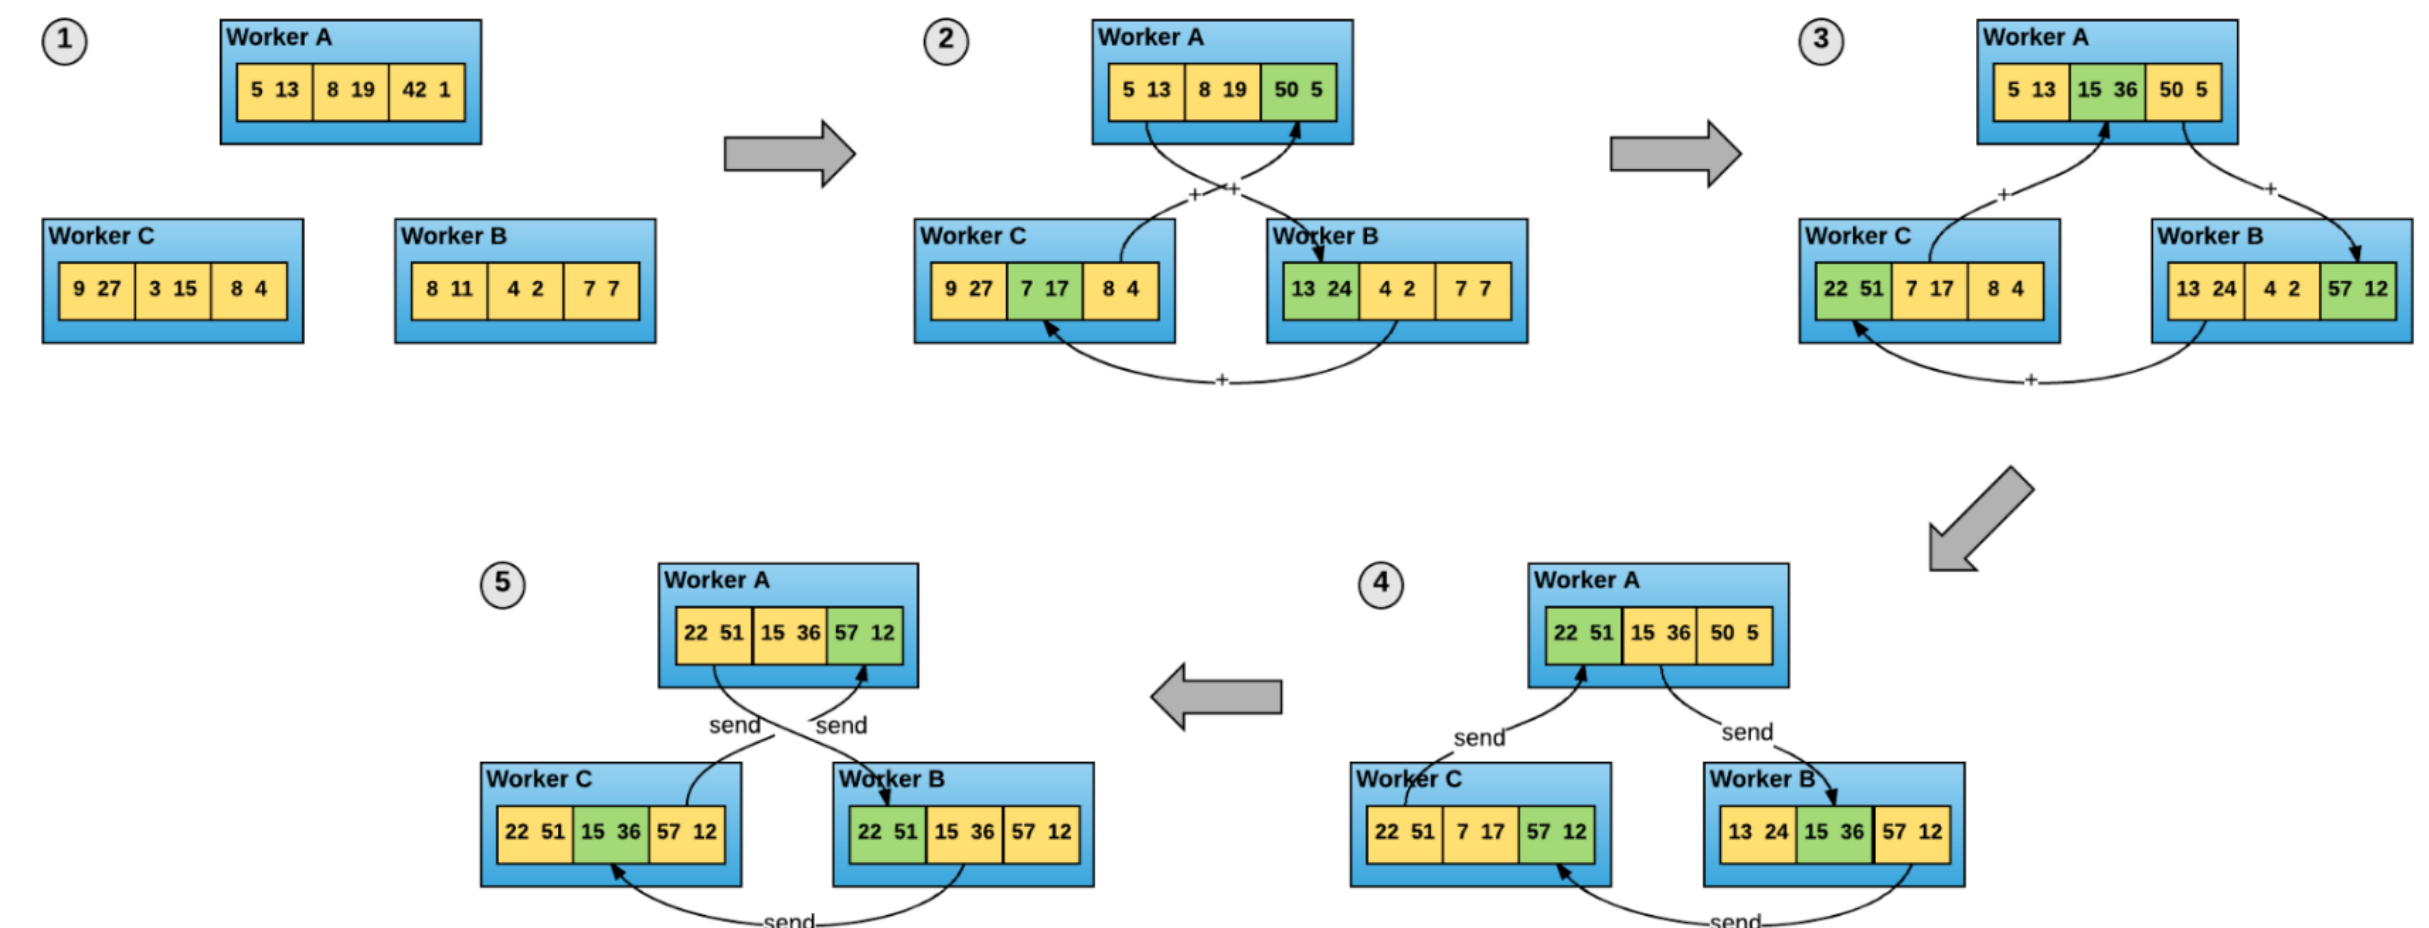 1
Worker A
5 13 8 19 42 1
Worker C
9 27 3 15 8 4
Worker B
8 11 4 2 7 7
2
Worker A
5 13 8 19 50 5
+ +
Worker C
9 27 7 17 8 4
Worker B
13 24 4 2 7 7
+
3
Worker A
5 13 15 36 50 5
+ +
Worker C
22 51 7 17 8 4
Worker B
13 24 4 2 57 12
+
4
Worker A
22 51 15 36 50 5
send send
Worker C
22 51 7 17 57 12
Worker B
13 24 15 36 57 12
send
5
Worker A
22 51 15 36 57 12
send send
Worker C
22 51 15 36 57 12
Worker B
22 51 15 36 57 12
send